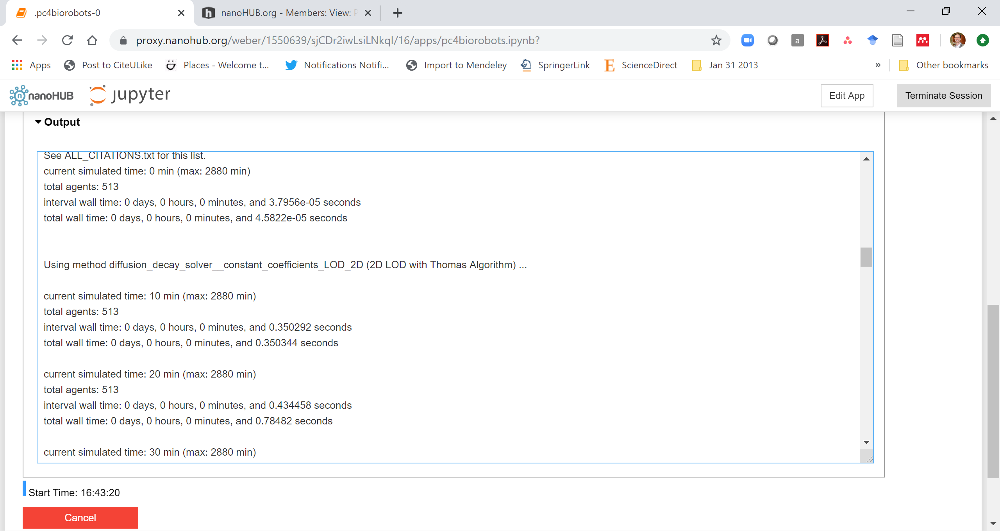 .pc4biorobots-0
nanoHUB.org - Members: View: P
proxy.nanohub.org/weber/1550639/sjCDr2iwLsiLNkqI/16/apps/pc4biorobots.ipynb?
Apps Post to CiteULike Places - Welcome t... Notifications Notifi... Import to Mendeley SpringerLink ScienceDirect Jan 31 2013 » Other bookmarks
nanoHUB jupyter Edit App Terminate Session
Output
See ALL_CITATIONS.txt for this list.
current simulated time: 0 min (max: 2880 min)
total agents: 513
interval wall time: 0 days, 0 hours, 0 minutes, and 3.7956e-05 seconds
total wall time: 0 days, 0 hours, 0 minutes, and 4.5822e-05 seconds
Using method diffusion_decay_solver__constant_coefficients_LOD_2D (2D LOD with Thomas Algorithm) ...
current simulated time: 10 min (max: 2880 min)
total agents: 513
interval wall time: 0 days, 0 hours, 0 minutes, and 0.350292 seconds
total wall time: 0 days, 0 hours, 0 minutes, and 0.350344 seconds
current simulated time: 20 min (max: 2880 min)
total agents: 513
interval wall time: 0 days, 0 hours, 0 minutes, and 0.434458 seconds
total wall time: 0 days, 0 hours, 0 minutes, and 0.78482 seconds
current simulated time: 30 min (max: 2880 min)
Start Time: 16:43:20
Cancel